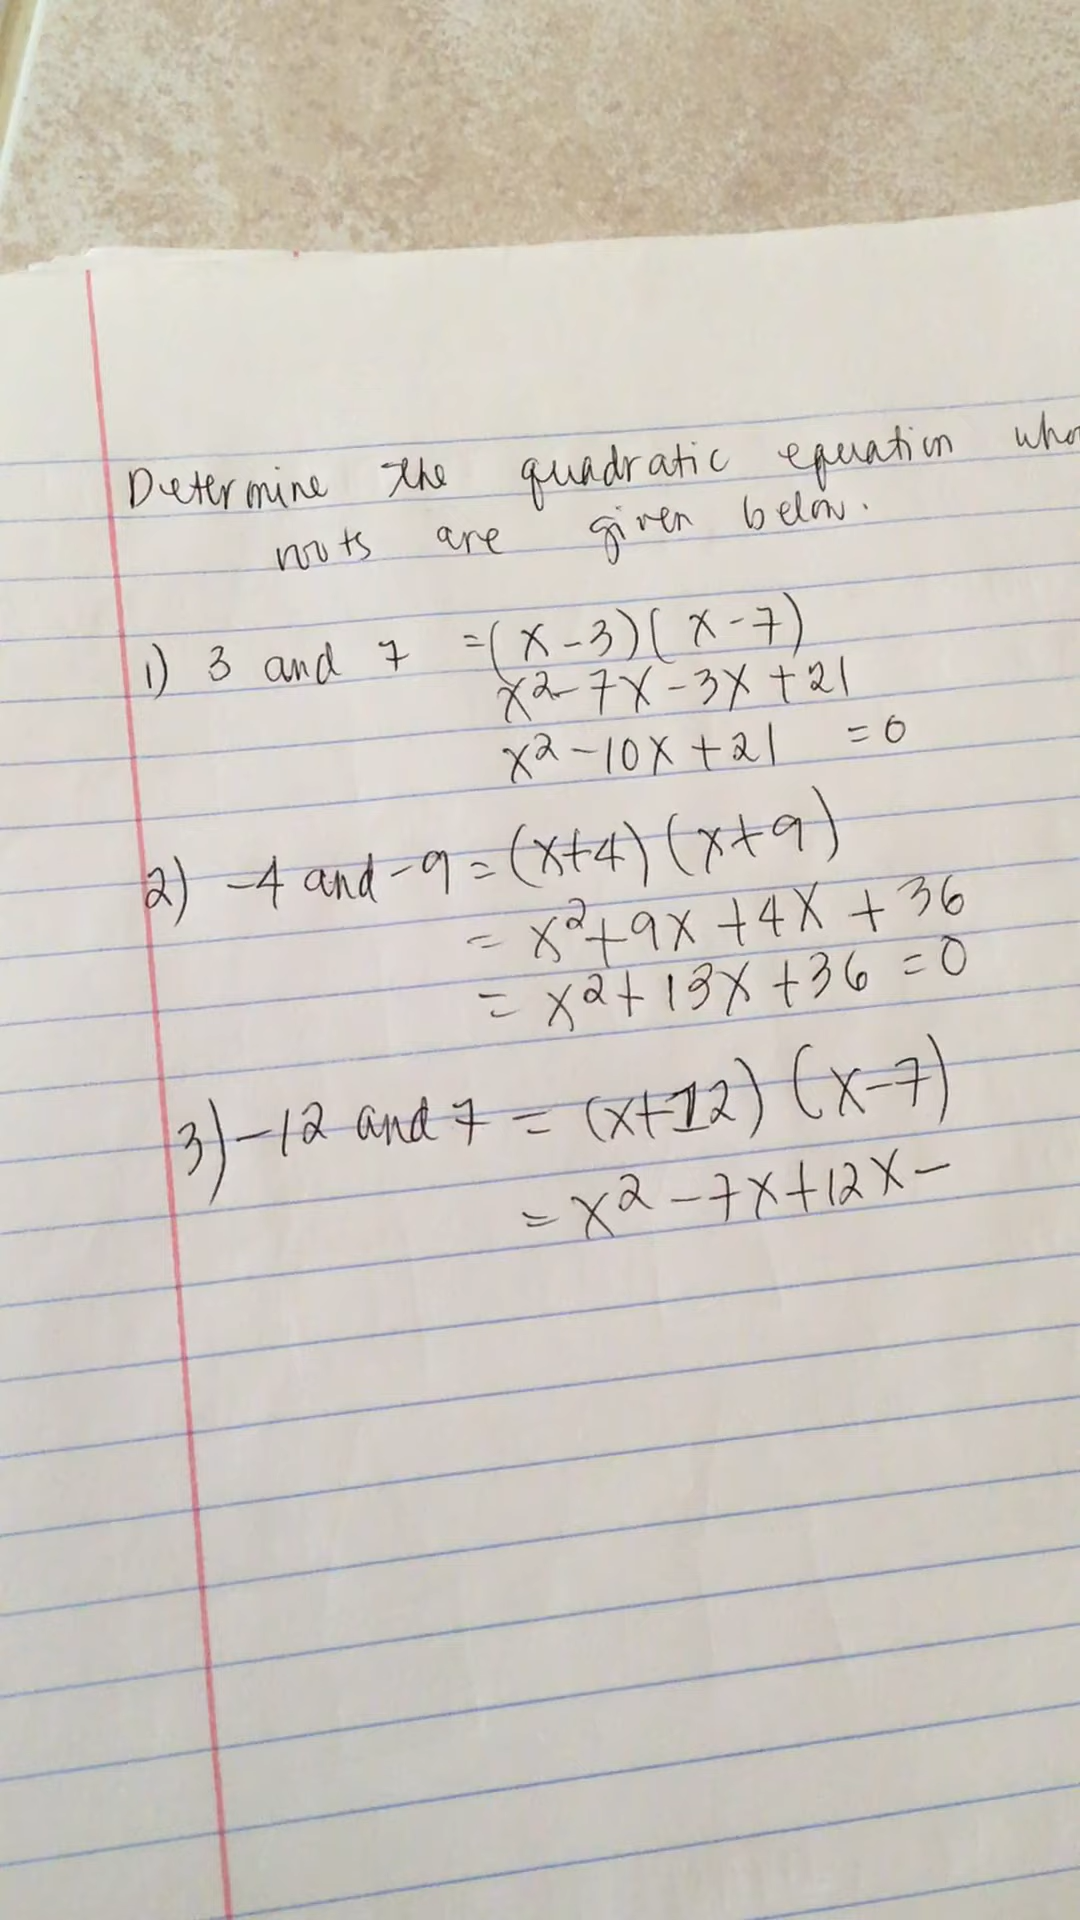 Determine the quadratic equation
roots are given below.
1) 3 and 7 =(x-3)(x-7)
x²-7x-3x+21
x²-10x+21 =0
2) -4 and -9 = (x+4)(x+9)
= x²+9x+4x+36
= x²+13x+36=0
3) -12 and 7 = (x+12)(x-7)
= x²-7x+12x-